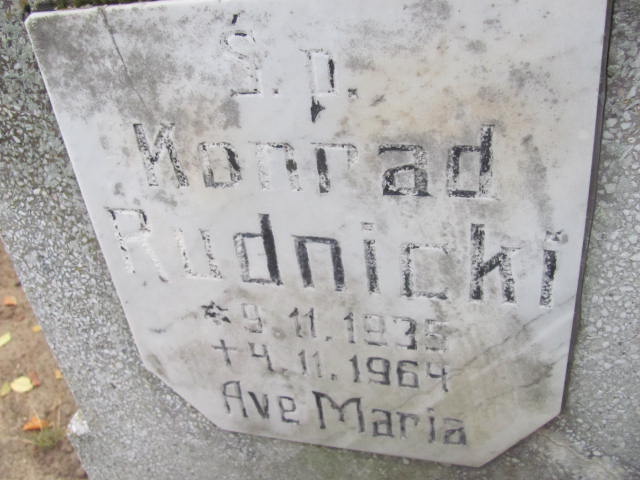 Ś.p.
Konrad
Rudnicki
* 9.11.1935
+ 4.11.1964
Ave Maria